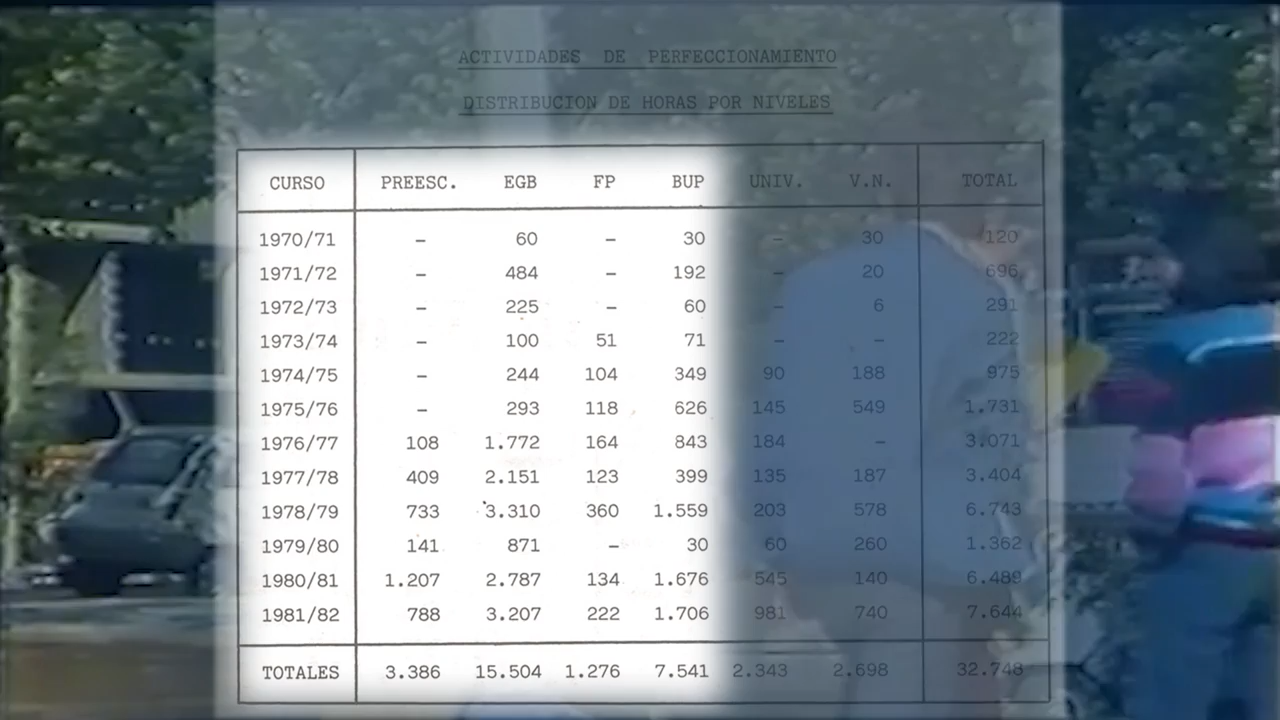 ACTIVIDADES DE PERFECCIONAMIENTO
DISTRIBUCION DE HORAS POR NIVELES
CURSO PREESC. EGB FP BUP UNIV. V.N. TOTAL
1970/71 – 60 – 30 – 30 120
1971/72 – 484 – 192 – 20 696
1972/73 – 225 – 60 – 6 291
1973/74 – 100 51 71 – – 222
1974/75 – 244 104 349 90 188 975
1975/76 – 293 118 626 145 549 1.731
1976/77 108 1.772 164 843 184 – 3.071
1977/78 409 2.151 123 399 135 187 3.404
1978/79 733 3.310 360 1.559 203 578 6.743
1979/80 141 871 – 30 60 260 1.362
1980/81 1.207 2.787 134 1.676 545 140 6.489
1981/82 788 3.207 222 1.706 981 740 7.644
TOTALES 3.386 15.504 1.276 7.541 2.343 2.698 32.748